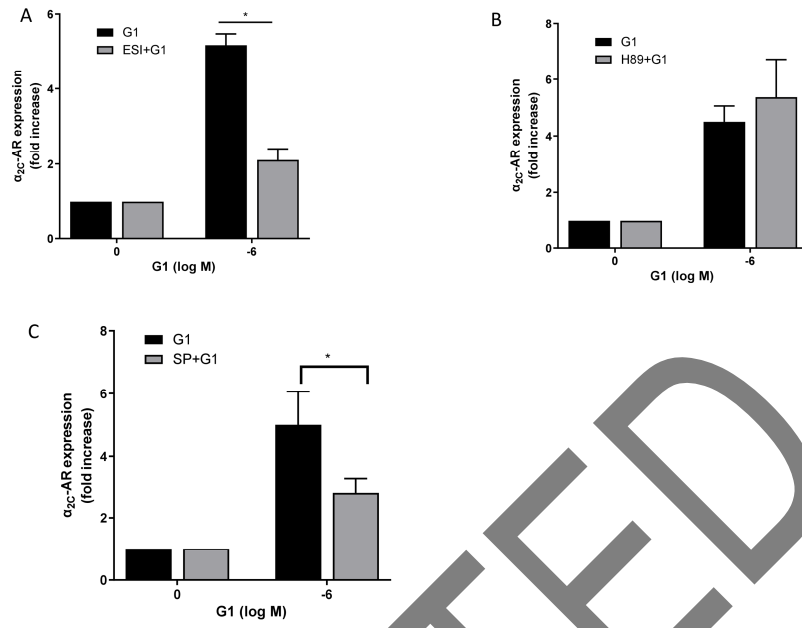 A
G1
ESI+G1
*
α2C-AR expression
(fold increase)
6
4
2
0
0
-6
G1 (log M)
B
G1
H89+G1
α2C-AR expression
(fold increase)
8
6
4
2
0
0
-6
G1 (log M)
C
G1
SP+G1
*
α2C-AR expression
(fold increase)
8
6
4
2
0
0
-6
G1 (log M)
TED